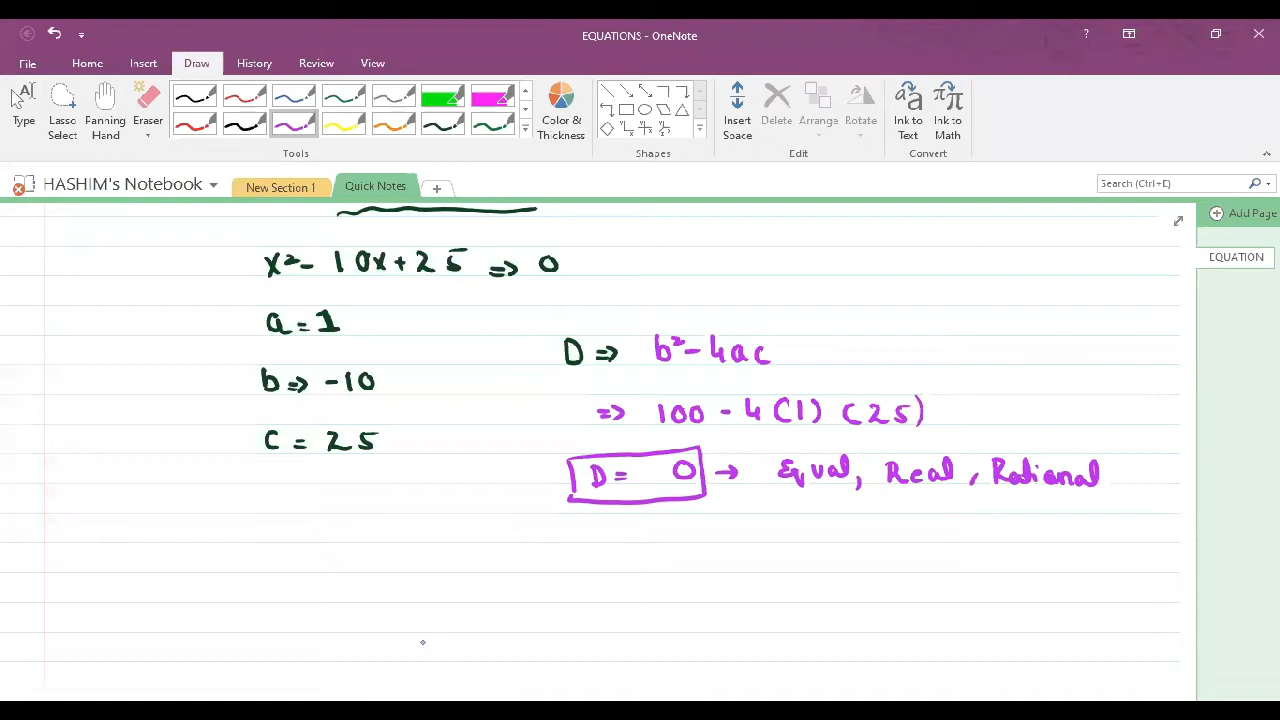 EQUATIONS - OneNote
?
File Home Insert Draw History Review View
Type
Lasso Select
Panning Hand
Eraser
Color & Thickness
Insert Space
Delete
Arrange
Rotate
Ink to Text
Ink to Math
Tools
Shapes
Edit
Convert
HASHIM's Notebook
New Section 1
Quick Notes
Search (Ctrl+E)
Add Page
EQUATION
x² - 10x + 25 => 0
a = 1
b => -10
c = 25
D => b² - 4ac
=> 100 - 4 (1) (25)
D = 0 → Equal, Real, Rational